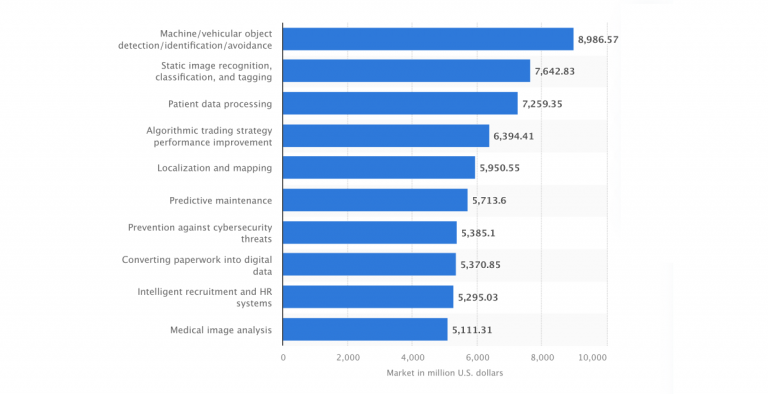 Machine/vehicular object
detection/identification/avoidance
8,986.57
Static image recognition,
classification, and tagging
7,642.83
Patient data processing
7,259.35
Algorithmic trading strategy
performance improvement
6,394.41
Localization and mapping
5,950.55
Predictive maintenance
5,713.6
Prevention against cybersecurity
threats
5,385.1
Converting paperwork into digital
data
5,370.85
Intelligent recruitment and HR
systems
5,295.03
Medical image analysis
5,111.31
0 2,000 4,000 6,000 8,000 10,000
Market in million U.S. dollars